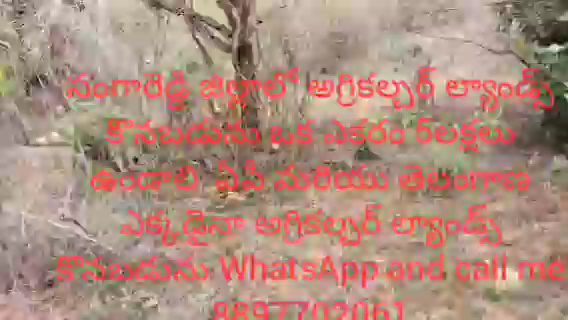 సంగారెడ్డి జిల్లాలో అగ్రికల్చర్ ల్యాండ్స్
కొనబడును ఒక ఎకరం 5లక్షలు
ఉండాలి ఏపీ మరియు తెలంగాణ
ఎక్కడైనా అగ్రికల్చర్ ల్యాండ్స్
కొనబడును WhatsApp and call me
8897702061